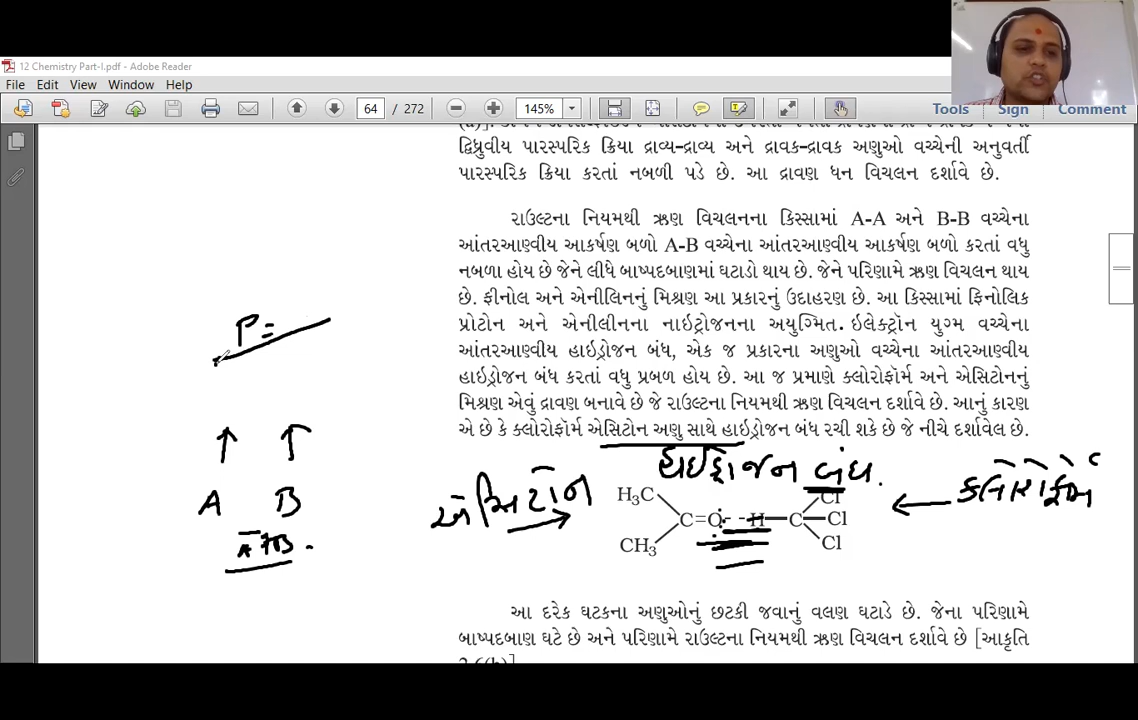 12 Chemistry Part-I.pdf - Adobe Reader
File Edit View Window Help
64 / 272 145% Tools Sign Comment
દ્વિધ્રુવીય પારસ્પરિક ક્રિયા દ્રાવ્ય-દ્રાવ્ય અને દ્રાવક-દ્રાવક અણુઓ વચ્ચેની અનુવર્તી
પારસ્પરિક ક્રિયા કરતાં નબળી પડે છે. આ દ્રાવણ ધન વિચલન દર્શાવે છે.
રાઉલ્ટના નિયમથી ઋણ વિચલનના કિસ્સામાં A-A અને B-B વચ્ચેના
આંતરઆણ્વીય આકર્ષણ બળો A-B વચ્ચેના આંતરઆણ્વીય આકર્ષણ બળો કરતાં વધુ
નબળા હોય છે જેને લીધે બાષ્પદબાણમાં ઘટાડો થાય છે. જેને પરિણામે ઋણ વિચલન થાય
છે. ફીનોલ અને એનીલિનનું મિશ્રણ આ પ્રકારનું ઉદાહરણ છે. આ કિસ્સામાં ફિનોલિક
પ્રોટોન અને એનીલીનના નાઇટ્રોજનના અયુગ્મિત. ઇલેક્ટ્રૉન યુગ્મ વચ્ચેના
આંતરઆણ્વીય હાઇડ્રોજન બંધ, એક જ પ્રકારના અણુઓ વચ્ચેના આંતરઆણ્વીય
હાઇડ્રોજન બંધ કરતાં વધુ પ્રબળ હોય છે. આ જ પ્રમાણે ક્લોરોફૉર્મ અને એસિટોનનું
મિશ્રણ એવું દ્રાવણ બનાવે છે જે રાઉલ્ટના નિયમથી ઋણ વિચલન દર્શાવે છે. આનું કારણ
એ છે કે ક્લોરોફૉર્મ એસિટોન અણુ સાથે હાઇડ્રોજન બંધ રચી શકે છે જે નીચે દર્શાવેલ છે.
P=
A B
A+B.
હાઈડ્રોજન બંધ.
એસિટોન
H₃C Cl
C=O---H—C—Cl
CH₃ Cl
આ દરેક ઘટકના અણુઓનું છટકી જવાનું વલણ ઘટાડે છે. જેના પરિણામે
બાષ્પદબાણ ઘટે છે અને પરિણામે રાઉલ્ટના નિયમથી ઋણ વિચલન દર્શાવે છે [આકૃતિ